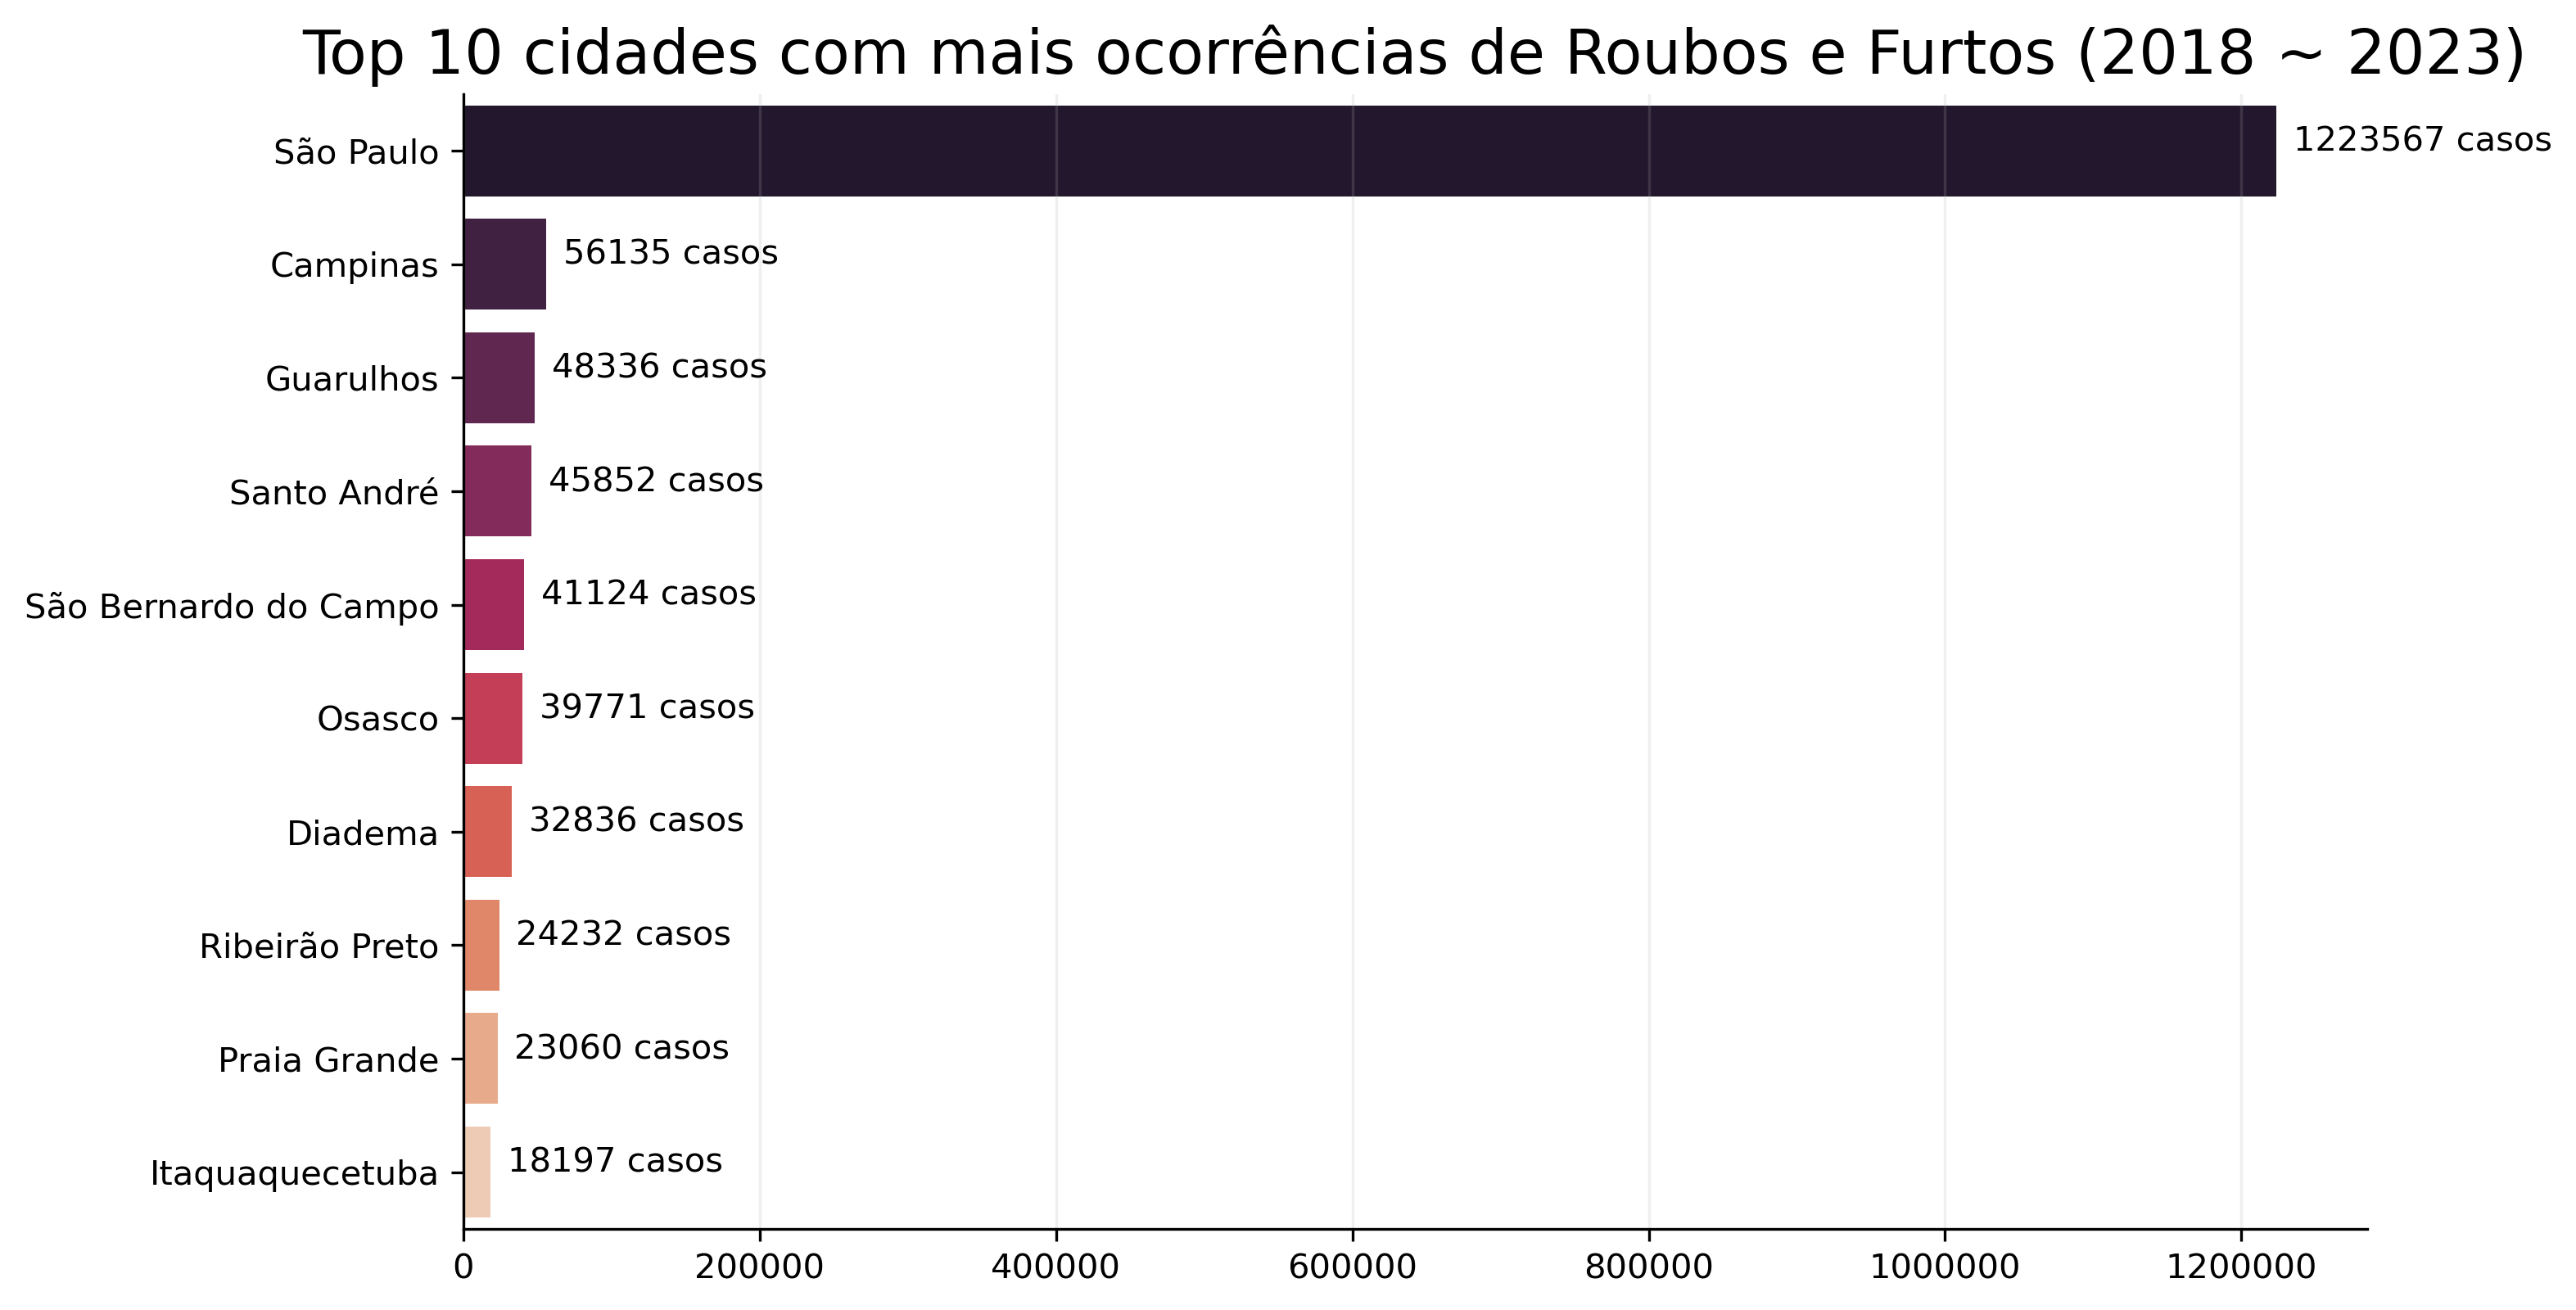 Top 10 cidades com mais ocorrências de Roubos e Furtos (2018 ~ 2023)
São Paulo 1223567 casos
Campinas 56135 casos
Guarulhos 48336 casos
Santo André 45852 casos
São Bernardo do Campo 41124 casos
Osasco 39771 casos
Diadema 32836 casos
Ribeirão Preto 24232 casos
Praia Grande 23060 casos
Itaquaquecetuba 18197 casos
0 200000 400000 600000 800000 1000000 1200000